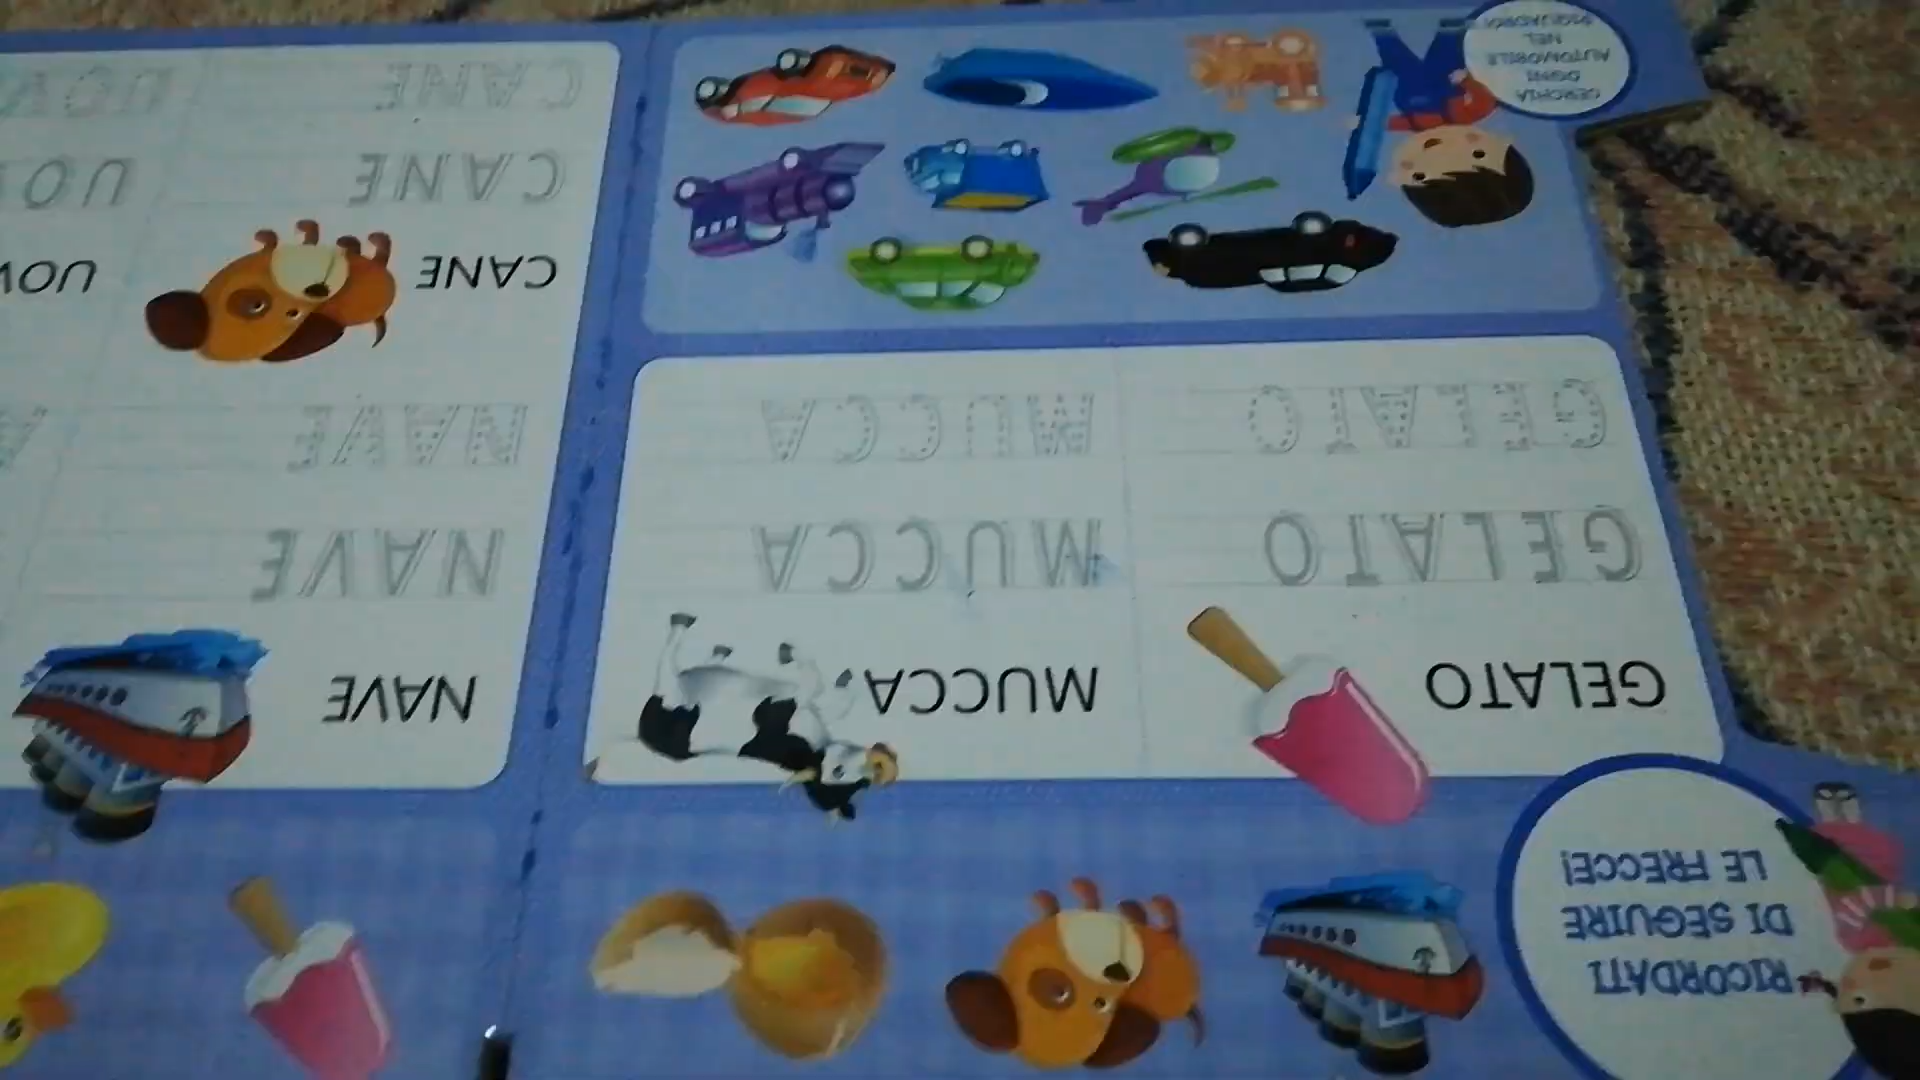 RICORDATI
DI SEGUIRE
LE FRECCE!
GELATO
GELATO
GELATO
MUCCA
MUCCA
MUCCA
NAVE
NAVE
NAVE
CANE
CANE
CANE
CERCHIA
OGNI
AUTOMOBILE
NEL
RIQUADRO!